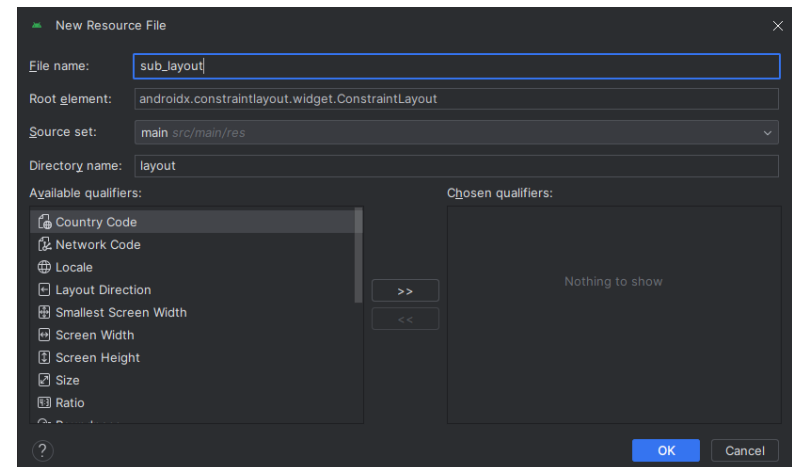 New Resource File
File name: sub_layout
Root element: androidx.constraintlayout.widget.ConstraintLayout
Source set: main src/main/res
Directory name: layout
Available qualifiers:
Chosen qualifiers:
Country Code
Network Code
Locale
Layout Direction
Smallest Screen Width
Screen Width
Screen Height
Size
Ratio
>>
<<
Nothing to show
?
OK
Cancel